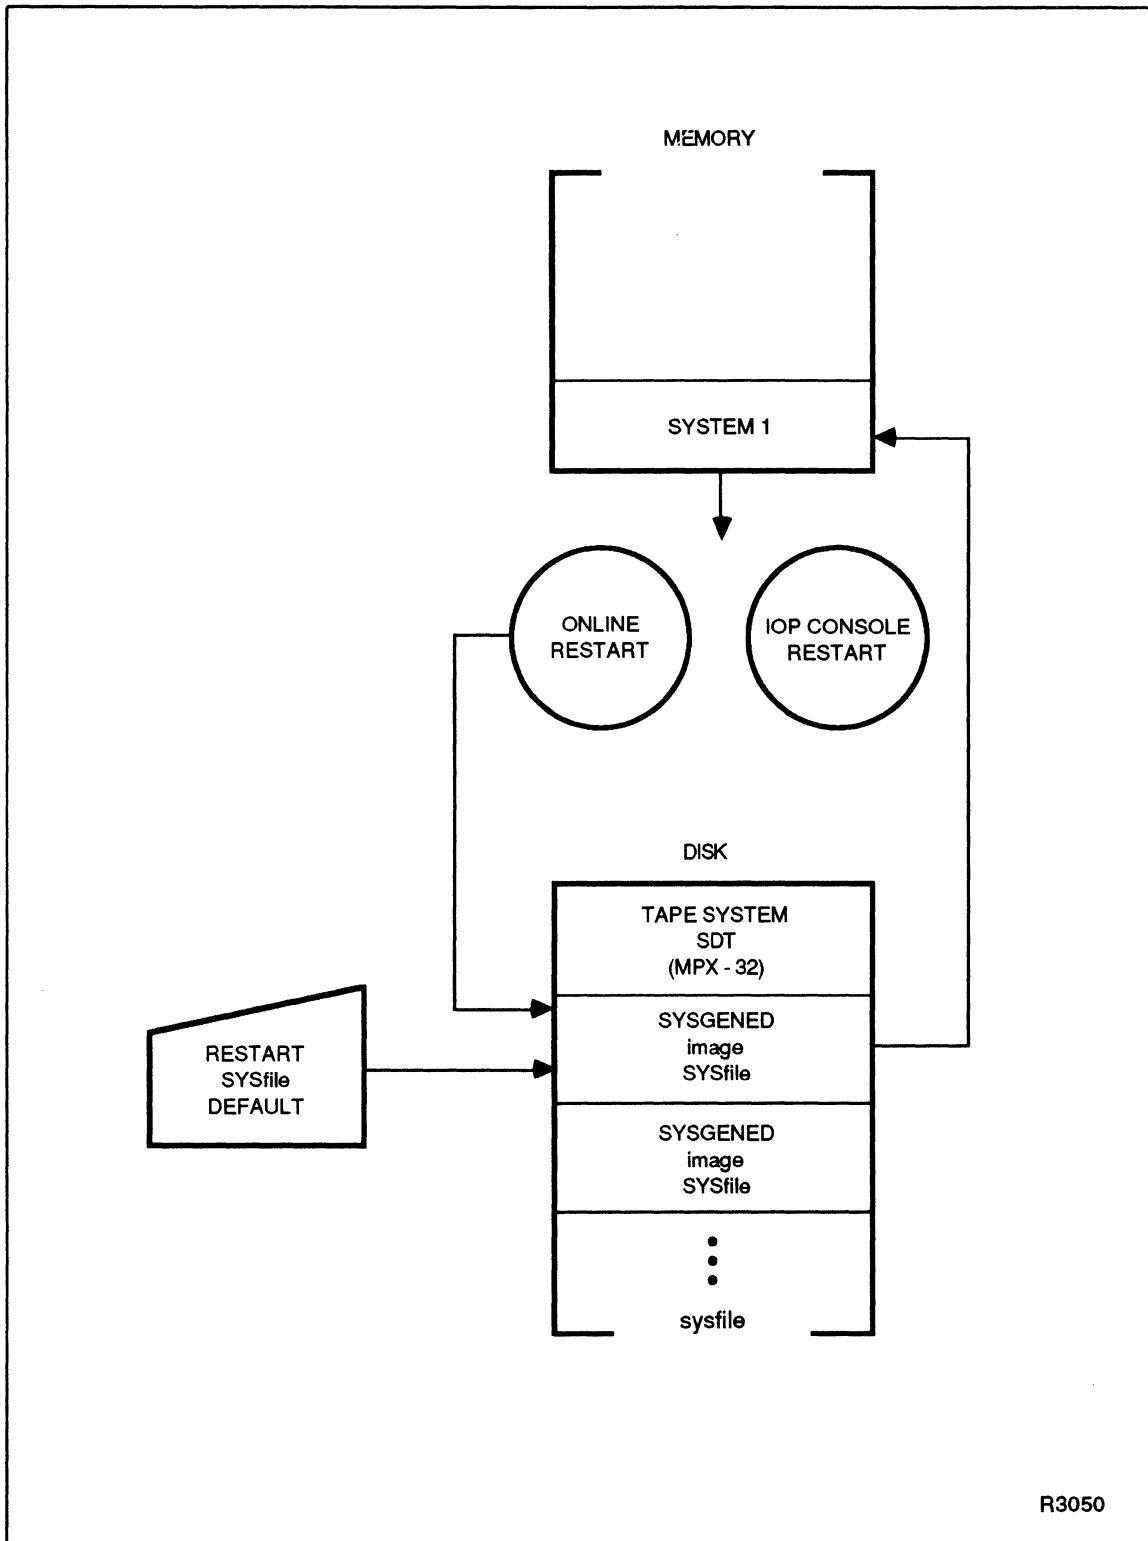 MEMORY
SYSTEM 1
ONLINE
RESTART
IOP CONSOLE
RESTART
DISK
TAPE SYSTEM
SDT
(MPX - 32)
SYSGENED
image
SYSfile
RESTART
SYSfile
DEFAULT
SYSGENED
image
SYSfile
sysfile
R3050